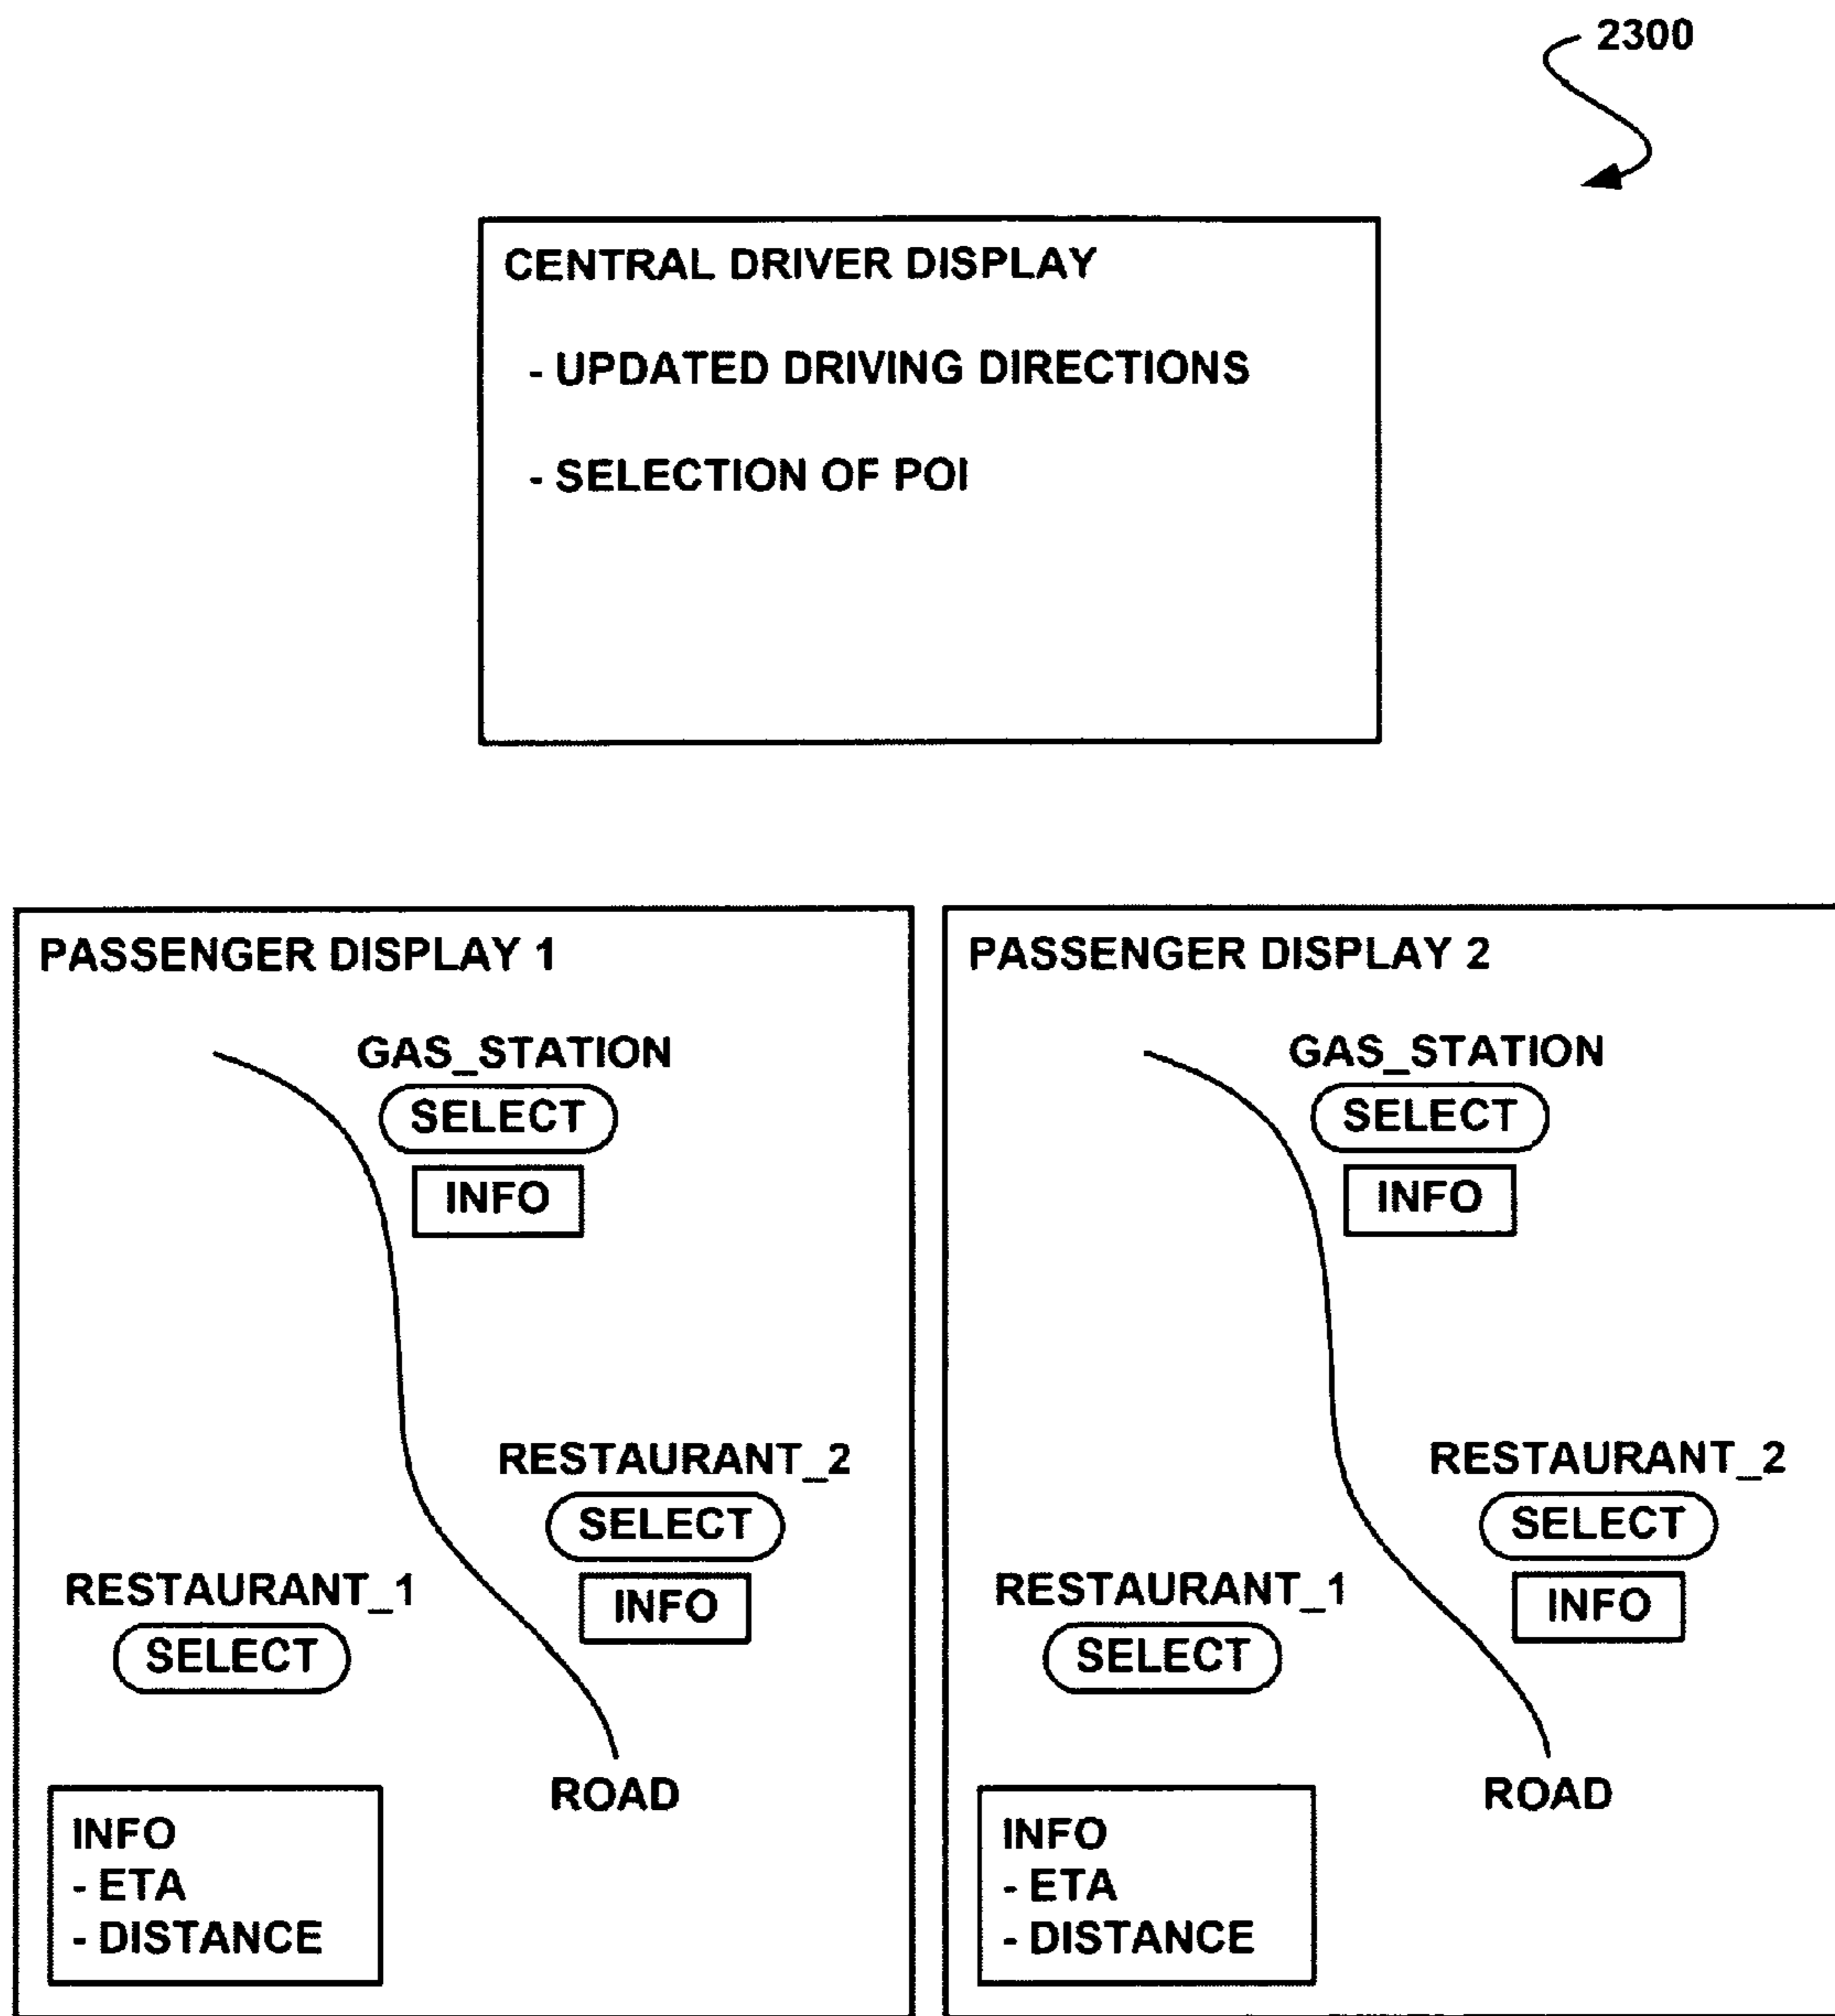 2300
CENTRAL DRIVER DISPLAY
- UPDATED DRIVING DIRECTIONS
- SELECTION OF POI
PASSENGER DISPLAY 1
GAS_STATION
SELECT
INFO
RESTAURANT_2
SELECT
INFO
RESTAURANT_1
SELECT
ROAD
INFO
- ETA
- DISTANCE
PASSENGER DISPLAY 2
GAS_STATION
SELECT
INFO
RESTAURANT_2
SELECT
INFO
RESTAURANT_1
SELECT
ROAD
INFO
- ETA
- DISTANCE